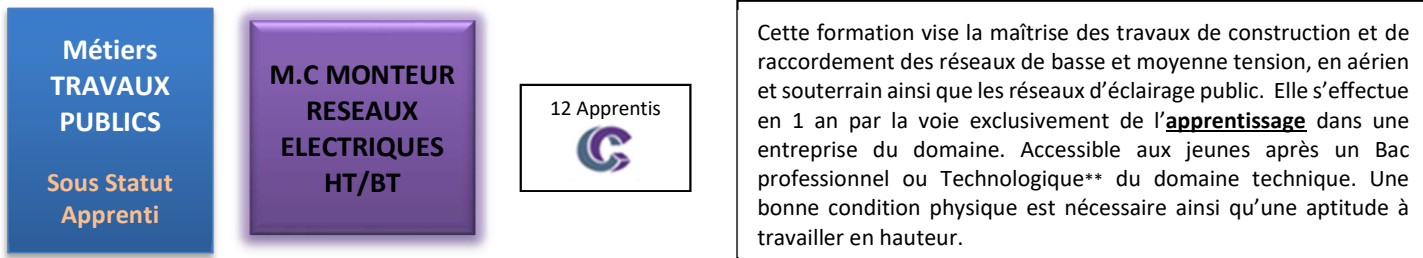 Métiers
TRAVAUX
PUBLICS
Sous Statut
Apprenti
M.C MONTEUR
RESEAUX
ELECTRIQUES
HT/BT
12 Apprentis
Cette formation vise la maîtrise des travaux de construction et de
raccordement des réseaux de basse et moyenne tension, en aérien
et souterrain ainsi que les réseaux d’éclairage public. Elle s’effectue
en 1 an par la voie exclusivement de l’apprentissage dans une
entreprise du domaine. Accessible aux jeunes après un Bac
professionnel ou Technologique** du domaine technique. Une
bonne condition physique est nécessaire ainsi qu’une aptitude à
travailler en hauteur.